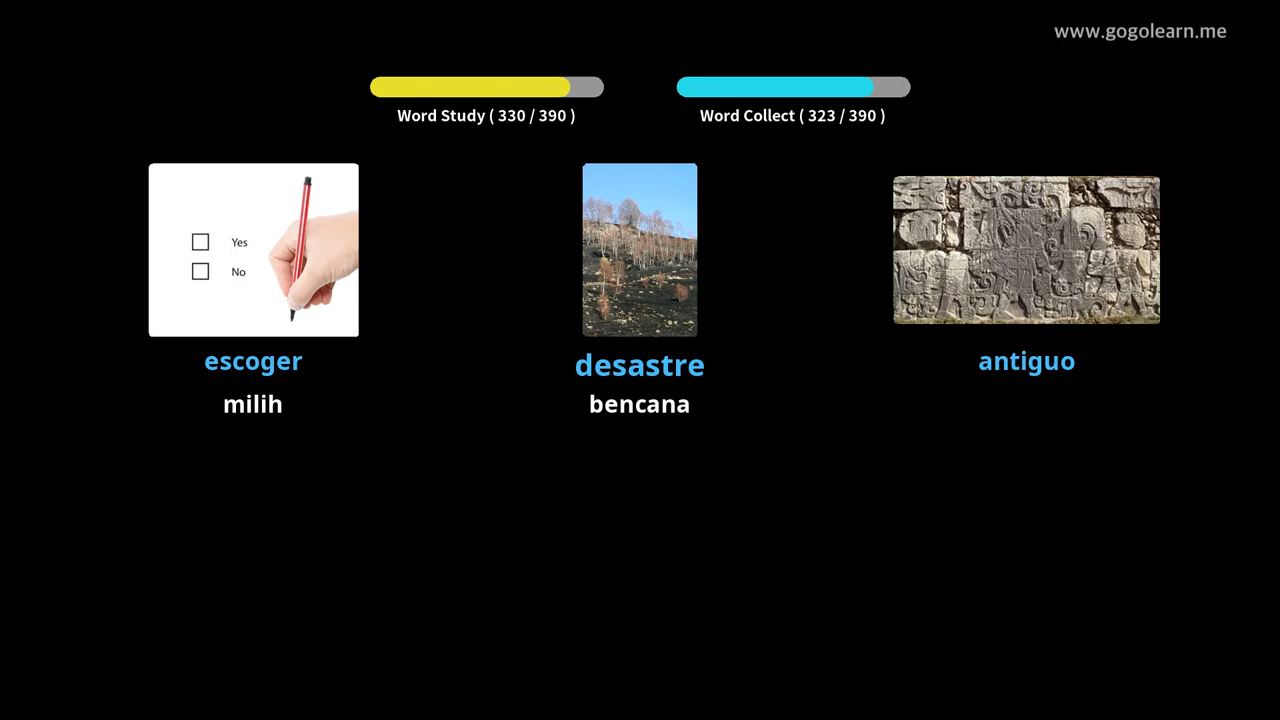 www.gogolearn.me
Word Study ( 330 / 390 )
Word Collect ( 323 / 390 )
Yes
No
escoger
desastre
antiguo
milih
bencana